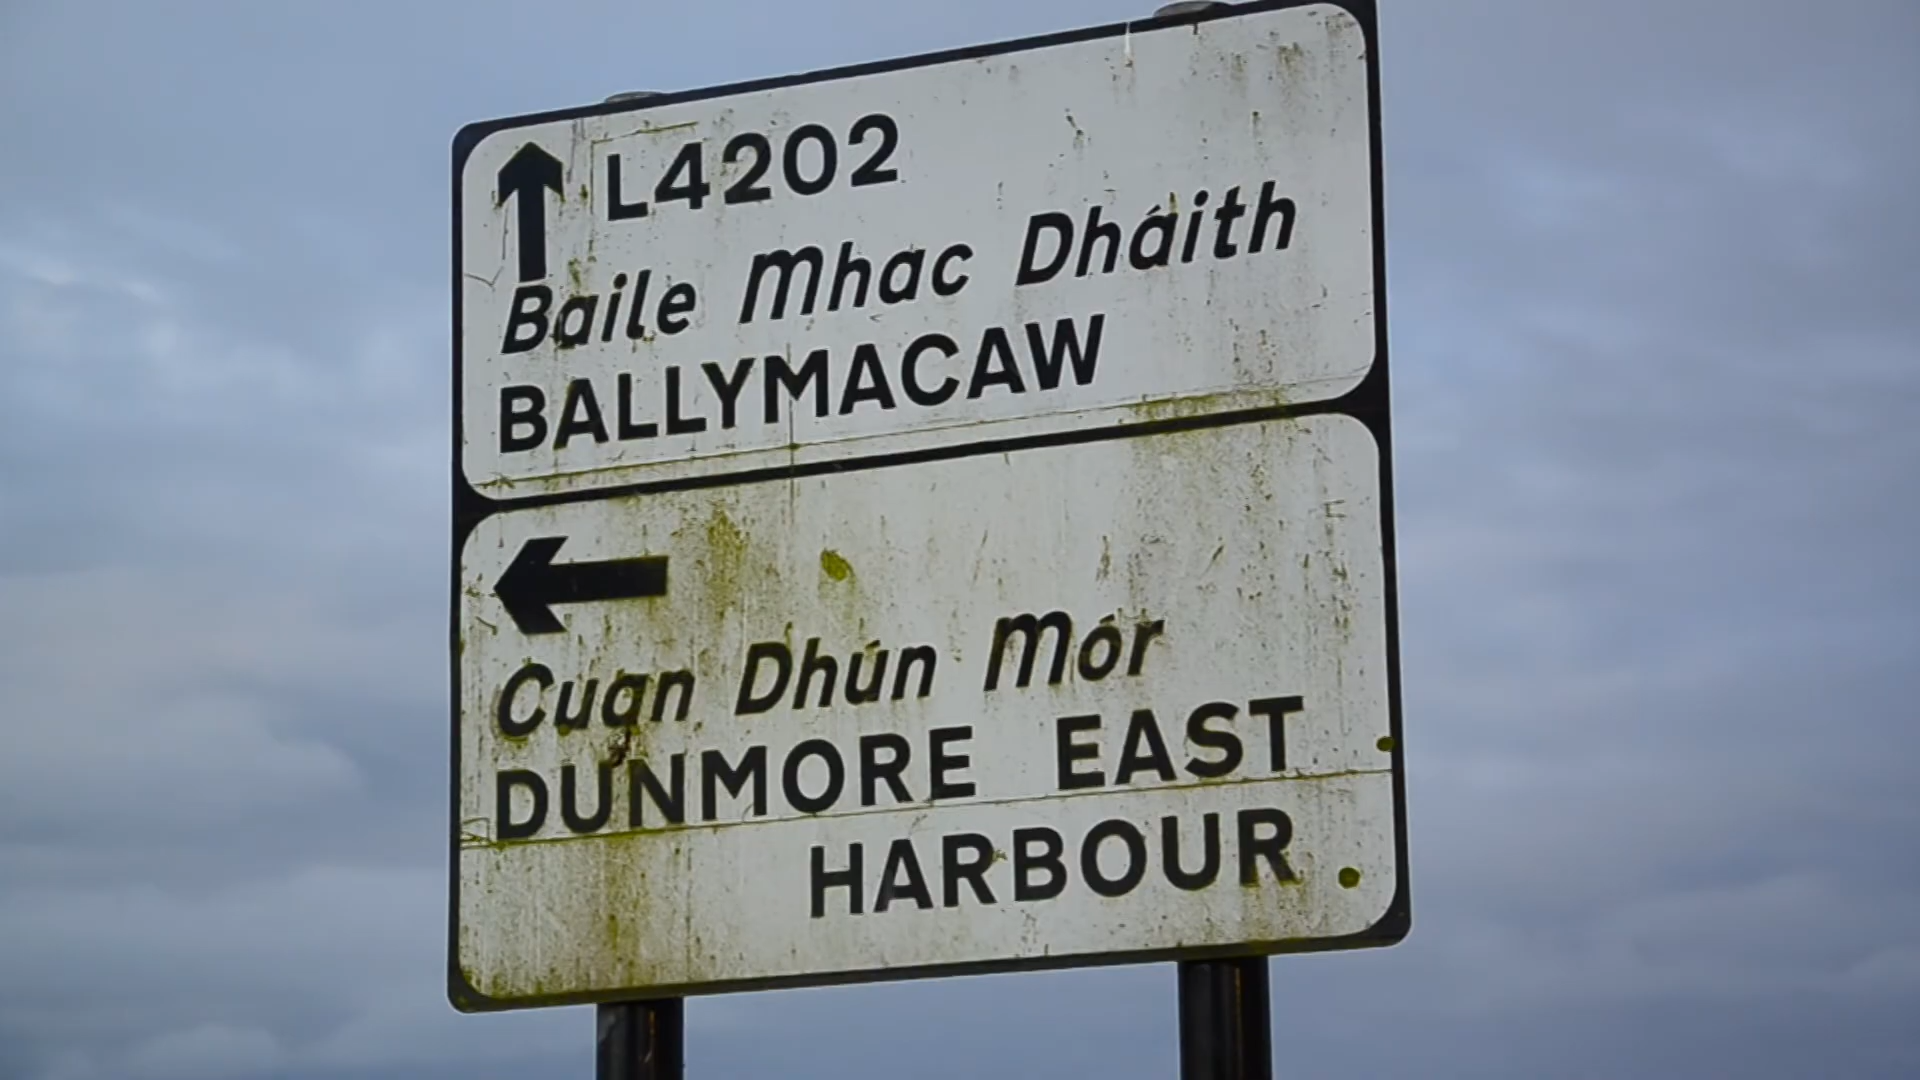 L4202
Baile Mhac Dháith
BALLYMACAW
Cuan Dhún Mór
DUNMORE EAST
HARBOUR